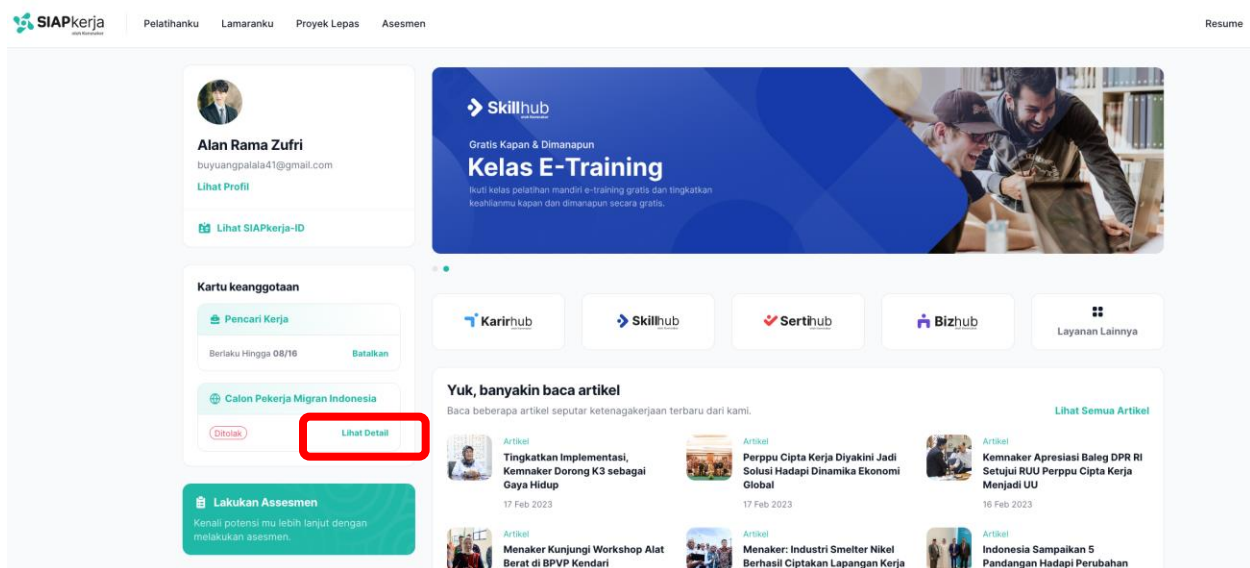 SIAPkerja
Pelatihanku Lamaranku Proyek Lepas Asesmen Resume
Alan Rama Zufri
buyuangpalala41@gmail.com
Lihat Profil
Lihat SIAPkerja-ID
Skillhub
Gratis Kapan & Dimanapun
Kelas E-Training
Ikuti kelas pelatihan mandiri e-training gratis dan tingkatkan
keahlianmu kapan dan dimanapun secara gratis.
Kartu keanggotaan
Pencari Kerja
Berlaku Hingga 08/16 Batalkan
Calon Pekerja Migran Indonesia
Ditolak Lihat Detail
Lakukan Assesmen
Kenali potensi mu lebih lanjut dengan
melakukan asesmen.
Karirhub Skillhub Sertihub Bizhub
Layanan Lainnya
Yuk, banyakin baca artikel
Baca beberapa artikel seputar ketenagakerjaan terbaru dari kami. Lihat Semua Artikel
Artikel
Tingkatkan Implementasi,
Kemnaker Dorong K3 sebagai
Gaya Hidup
17 Feb 2023
Artikel
Perppu Cipta Kerja Diyakini Jadi
Solusi Hadapi Dinamika Ekonomi
Global
17 Feb 2023
Artikel
Kemnaker Apresiasi Baleg DPR RI
Setujui RUU Perppu Cipta Kerja
Menjadi UU
16 Feb 2023
Artikel
Menaker Kunjungi Workshop Alat
Berat di BPVP Kendari
Artikel
Menaker: Industri Smelter Nikel
Berhasil Ciptakan Lapangan Kerja
Artikel
Indonesia Sampaikan 5
Pandangan Hadapi Perubahan